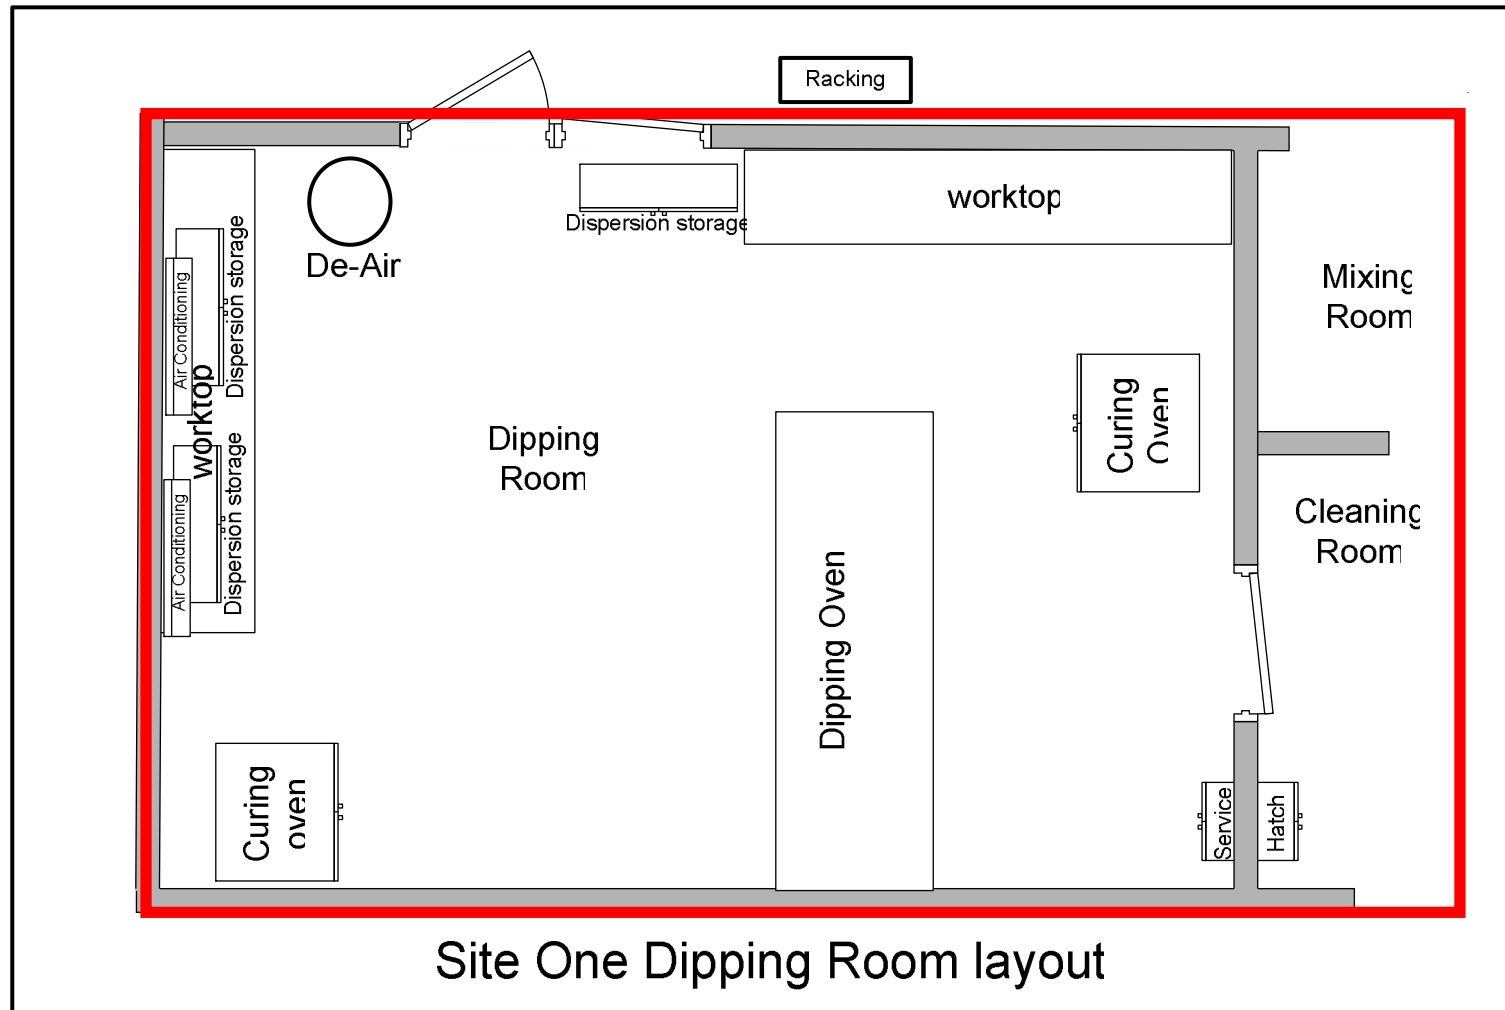 Racking
worktop
Dispersion storage
De-Air
Mixing
Room
Air Conditioning
Dispersion storage
worktop
Dipping
Room
Curing
Oven
Air Conditioning
Dispersion storage
Cleaning
Room
Dipping Oven
Curing
oven
Service
Hatch
Site One Dipping Room layout